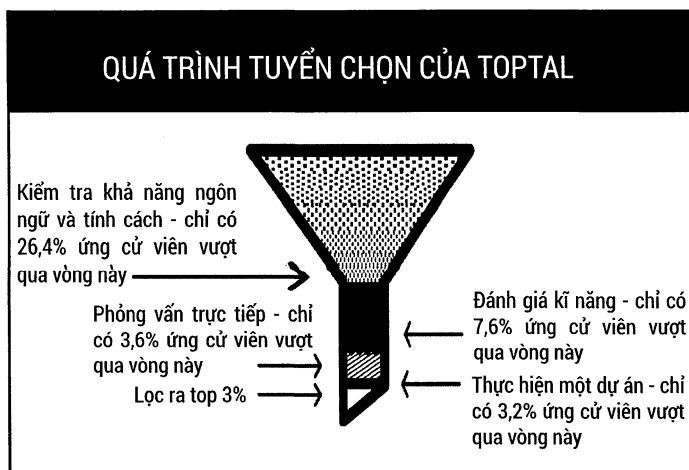 QUÁ TRÌNH TUYỂN CHỌN CỦA TOPTAL
Kiểm tra khả năng ngôn
ngữ và tính cách - chỉ có
26,4% ứng cử viên vượt
qua vòng này
Đánh giá kĩ năng - chỉ có
7,6% ứng cử viên vượt
qua vòng này
Phỏng vấn trực tiếp - chỉ
có 3,6% ứng cử viên vượt
qua vòng này
Thực hiện một dự án - chỉ
có 3,2% ứng cử viên vượt
qua vòng này
Lọc ra top 3%